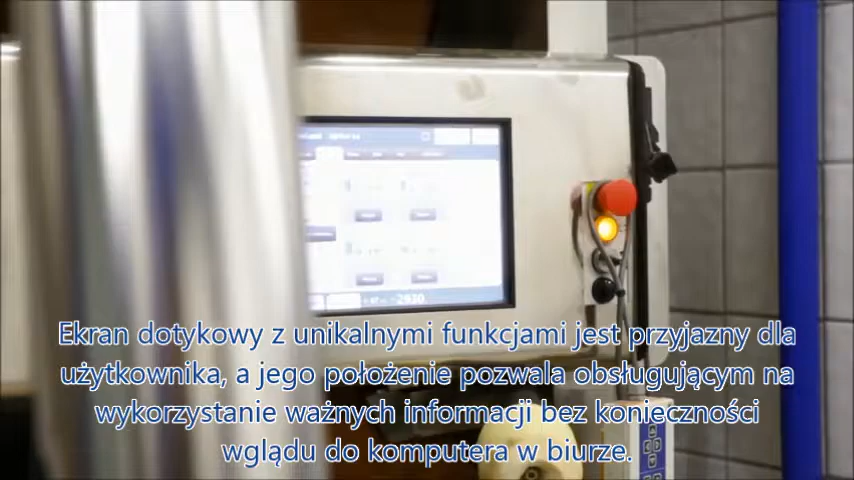 Ekran dotykowy z unikalnymi funkcjami jest przyjazny dla
użytkownika, a jego położenie pozwala obsługującym na
wykorzystanie ważnych informacji bez konieczności
wglądu do komputera w biurze.